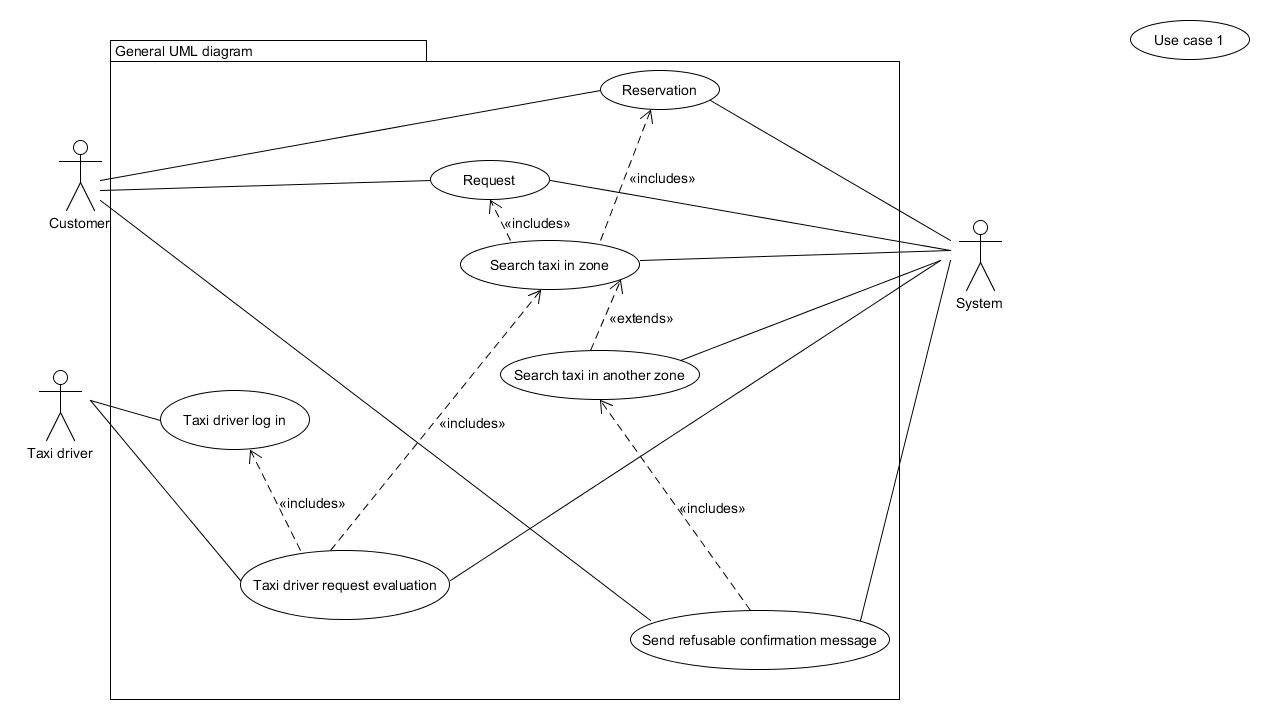 Use case 1
General UML diagram
Reservation
Request
«includes»
Customer
«includes»
Search taxi in zone
System
«extends»
Search taxi in another zone
Taxi driver log in
«includes»
Taxi driver
«includes»
«includes»
Taxi driver request evaluation
Send refusable confirmation message